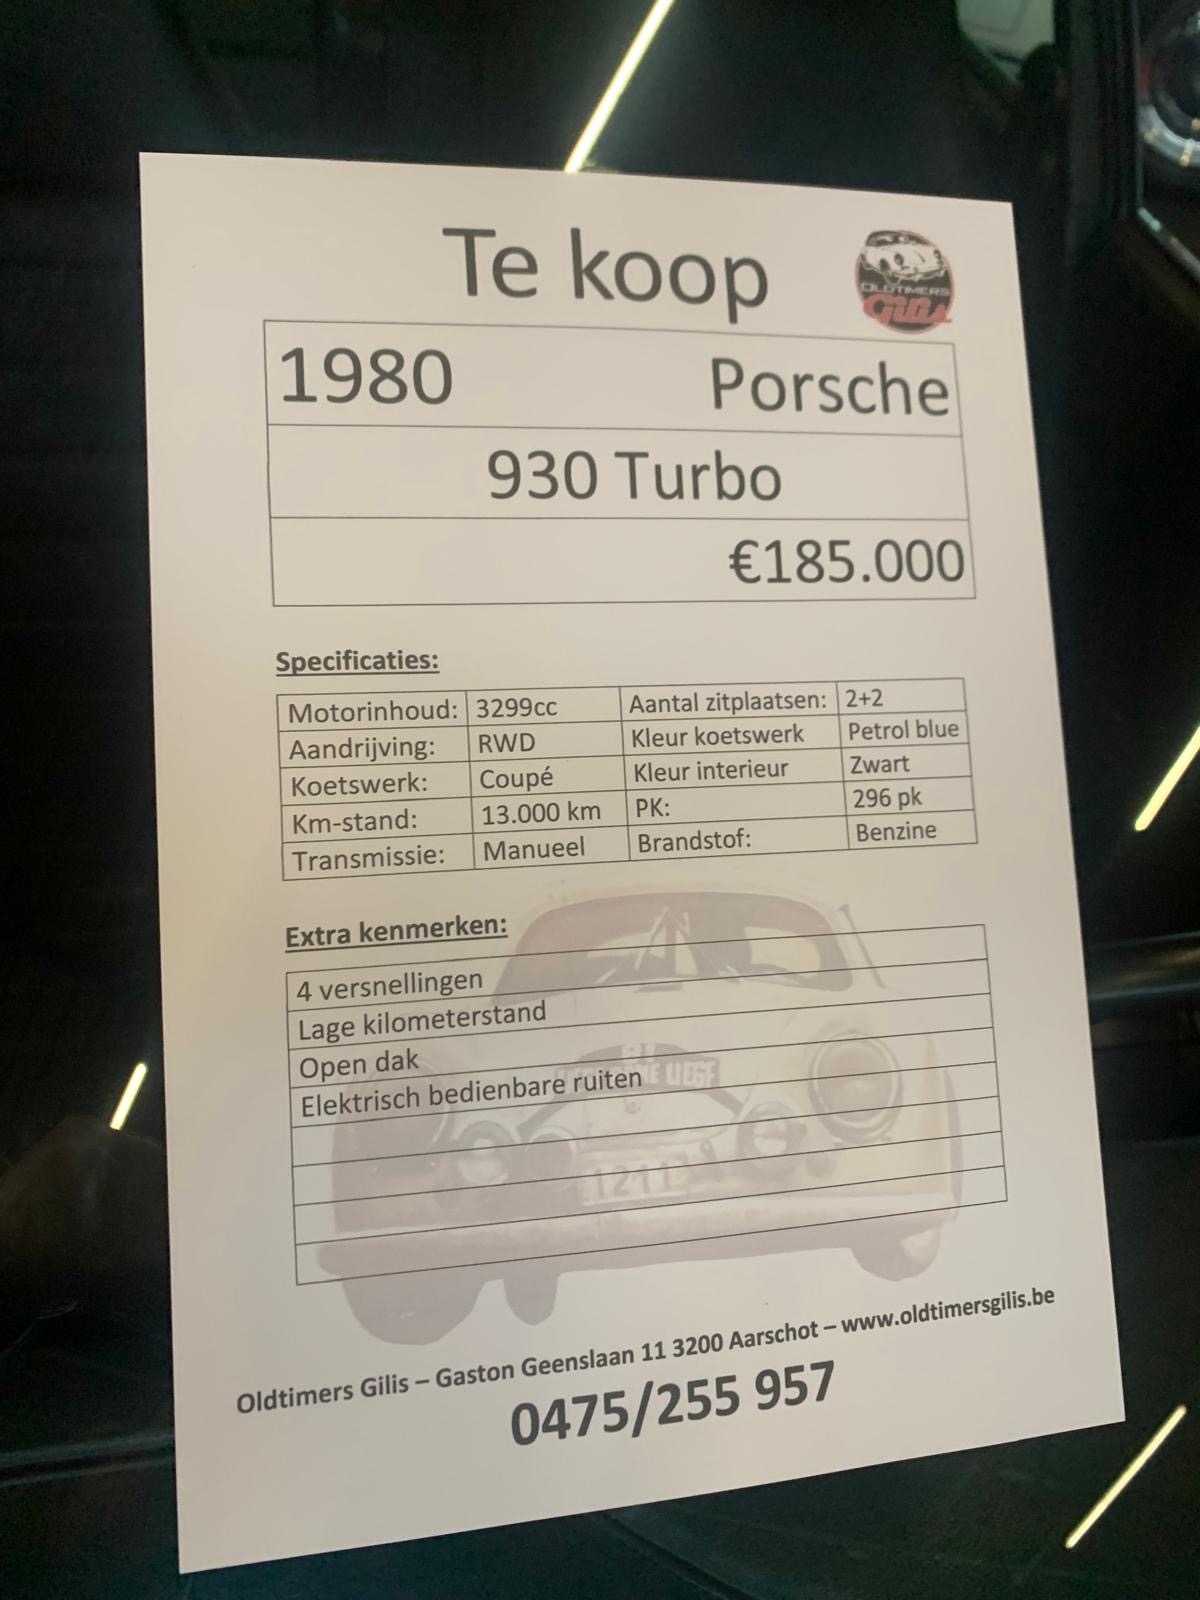 Te koop
OLDTIMERS
Gilis
1980 Porsche
930 Turbo
€185.000
Specificaties:
Motorinhoud: 3299cc Aantal zitplaatsen: 2+2
Aandrijving: RWD Kleur koetswerk Petrol blue
Koetswerk: Coupé Kleur interieur Zwart
Km-stand: 13.000 km PK: 296 pk
Transmissie: Manueel Brandstof: Benzine
Extra kenmerken:
4 versnellingen
Lage kilometerstand
Open dak
Elektrisch bedienbare ruiten
LIEGE
1211
Oldtimers Gilis – Gaston Geenslaan 11 3200 Aarschot – www.oldtimersgilis.be
0475/255 957